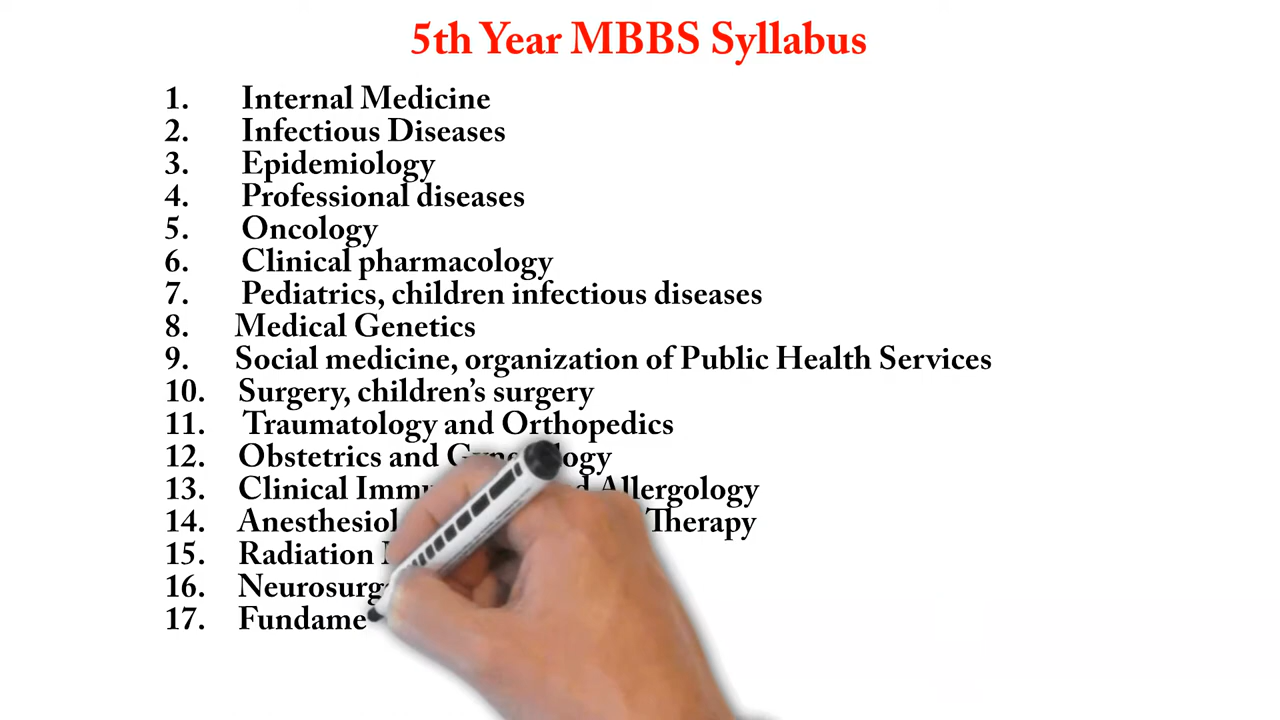 5th Year MBBS Syllabus
1. Internal Medicine
2. Infectious Diseases
3. Epidemiology
4. Professional diseases
5. Oncology
6. Clinical pharmacology
7. Pediatrics, children infectious diseases
8. Medical Genetics
9. Social medicine, organization of Public Health Services
10. Surgery, children's surgery
11. Traumatology and Orthopedics
12. Obstetrics and
13. Clinical Allergology
14. Therapy
15. Radiation
16.
17. Fundame